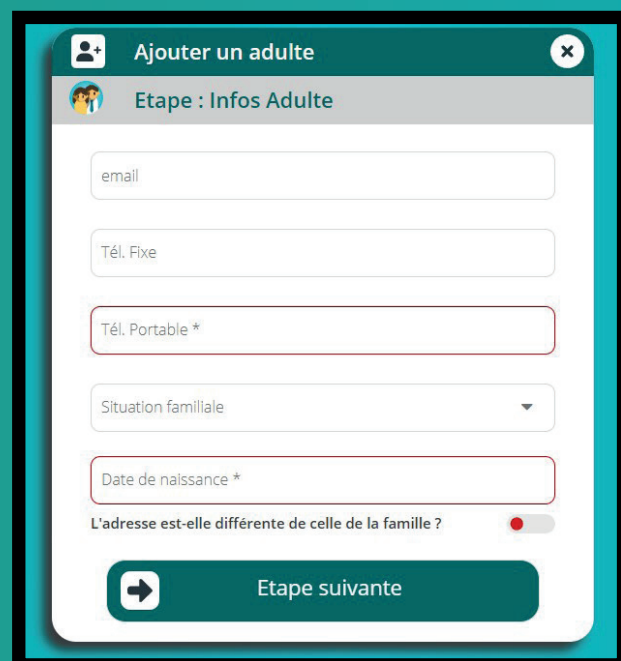 Ajouter un adulte
Etape : Infos Adulte
email
Tél. Fixe
Tél. Portable *
Situation familiale
Date de naissance *
L'adresse est-elle différente de celle de la famille ?
Etape suivante